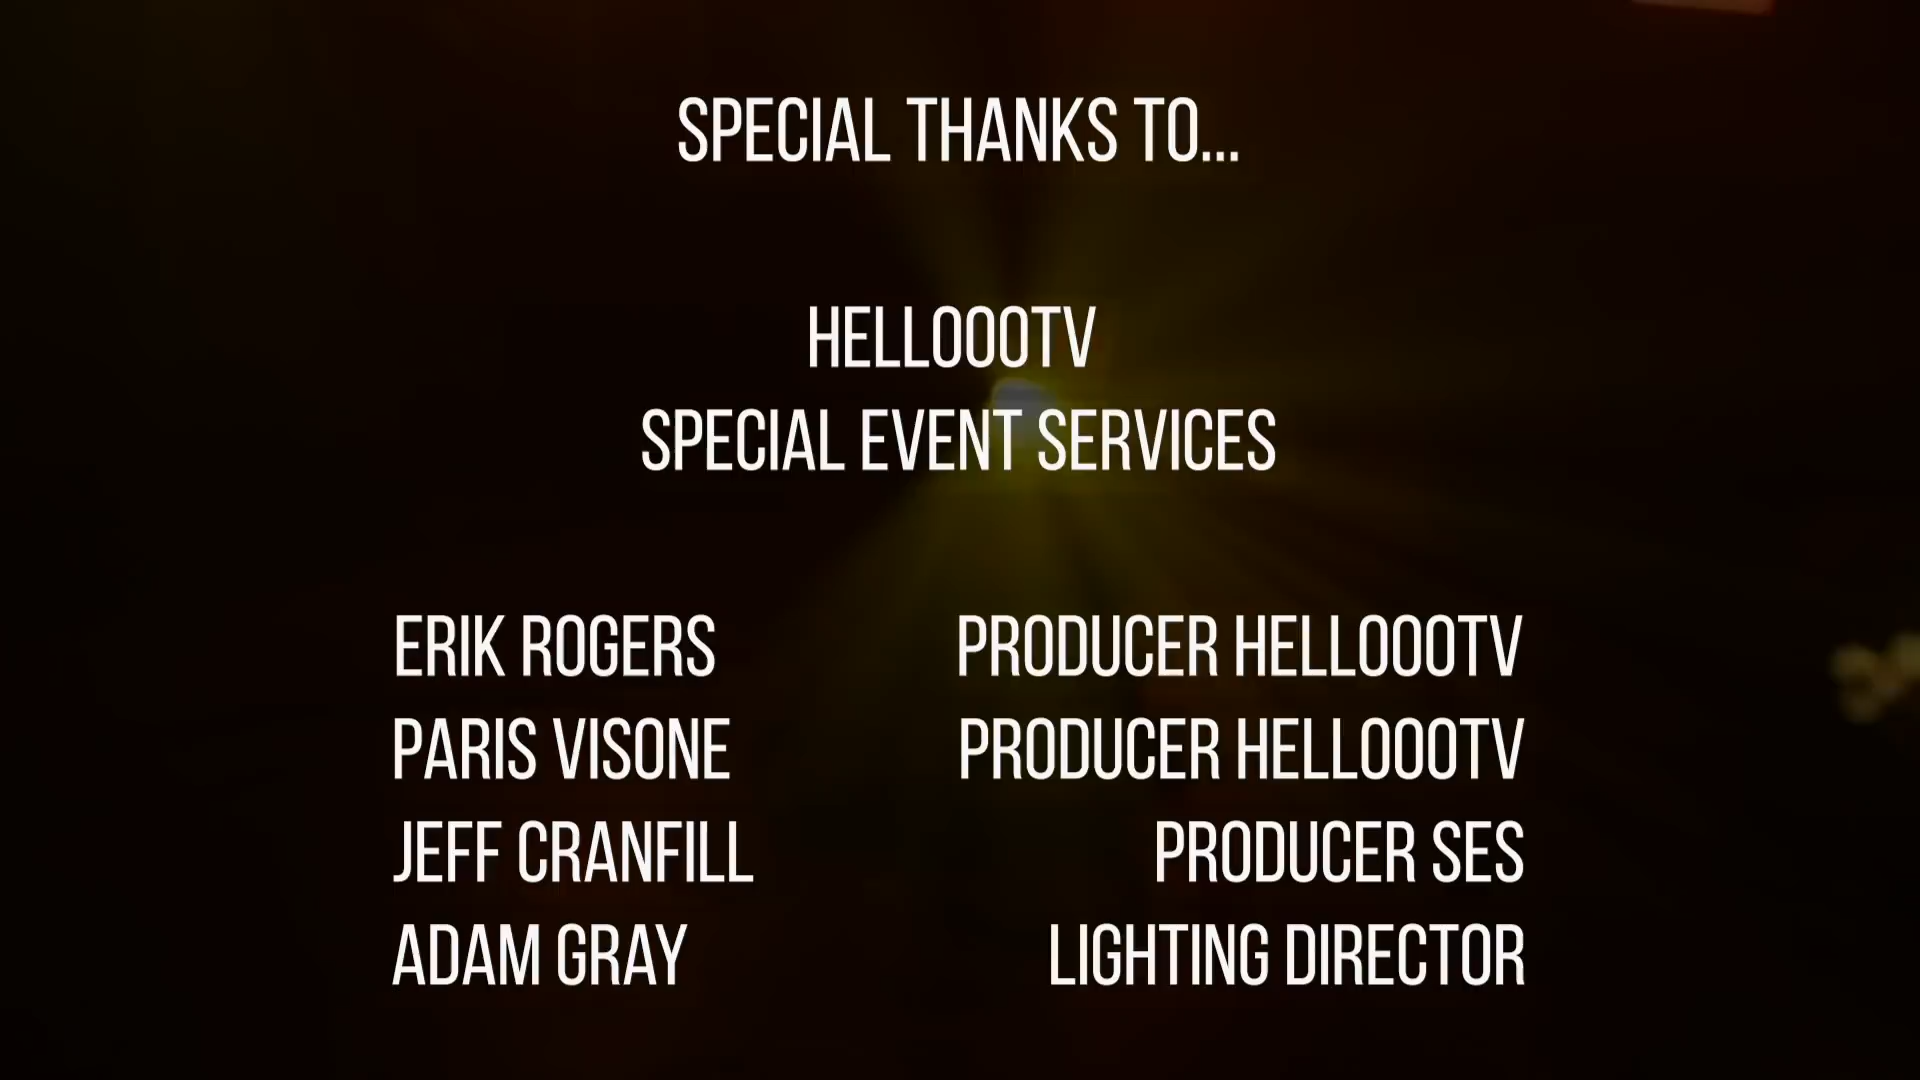 SPECIAL THANKS TO...
HELLOOOTV
SPECIAL EVENT SERVICES
ERIK ROGERS PRODUCER HELLOOOTV
PARIS VISONE PRODUCER HELLOOOTV
JEFF CRANFILL PRODUCER SES
ADAM GRAY LIGHTING DIRECTOR